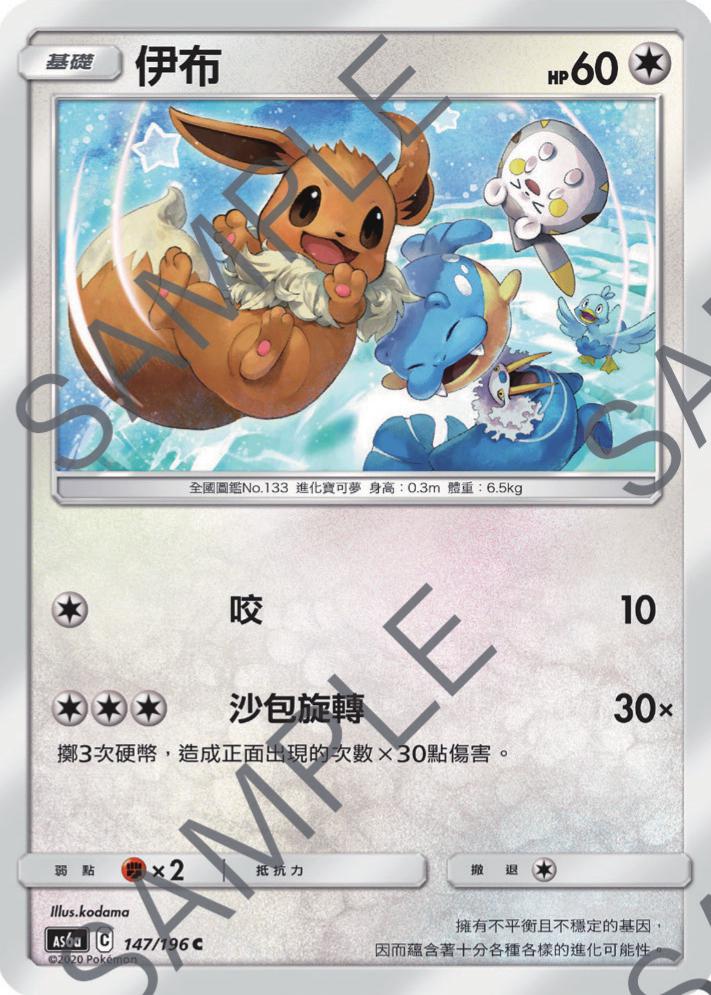 基礎 伊布 HP60
全國圖鑑No.133 進化寶可夢 身高：0.3m 體重：6.5kg
咬 10
沙包旋轉 30×
擲3次硬幣，造成正面出現的次數×30點傷害。
弱點 ×2 抵抗力 撤退
Illus.kodama
擁有不平衡且不穩定的基因，
因而蘊含著十分各種各樣的進化可能性。
AS6a C 147/196 C
©2020 Pokémon
SAMPLE
SAMPLE
SA
SA